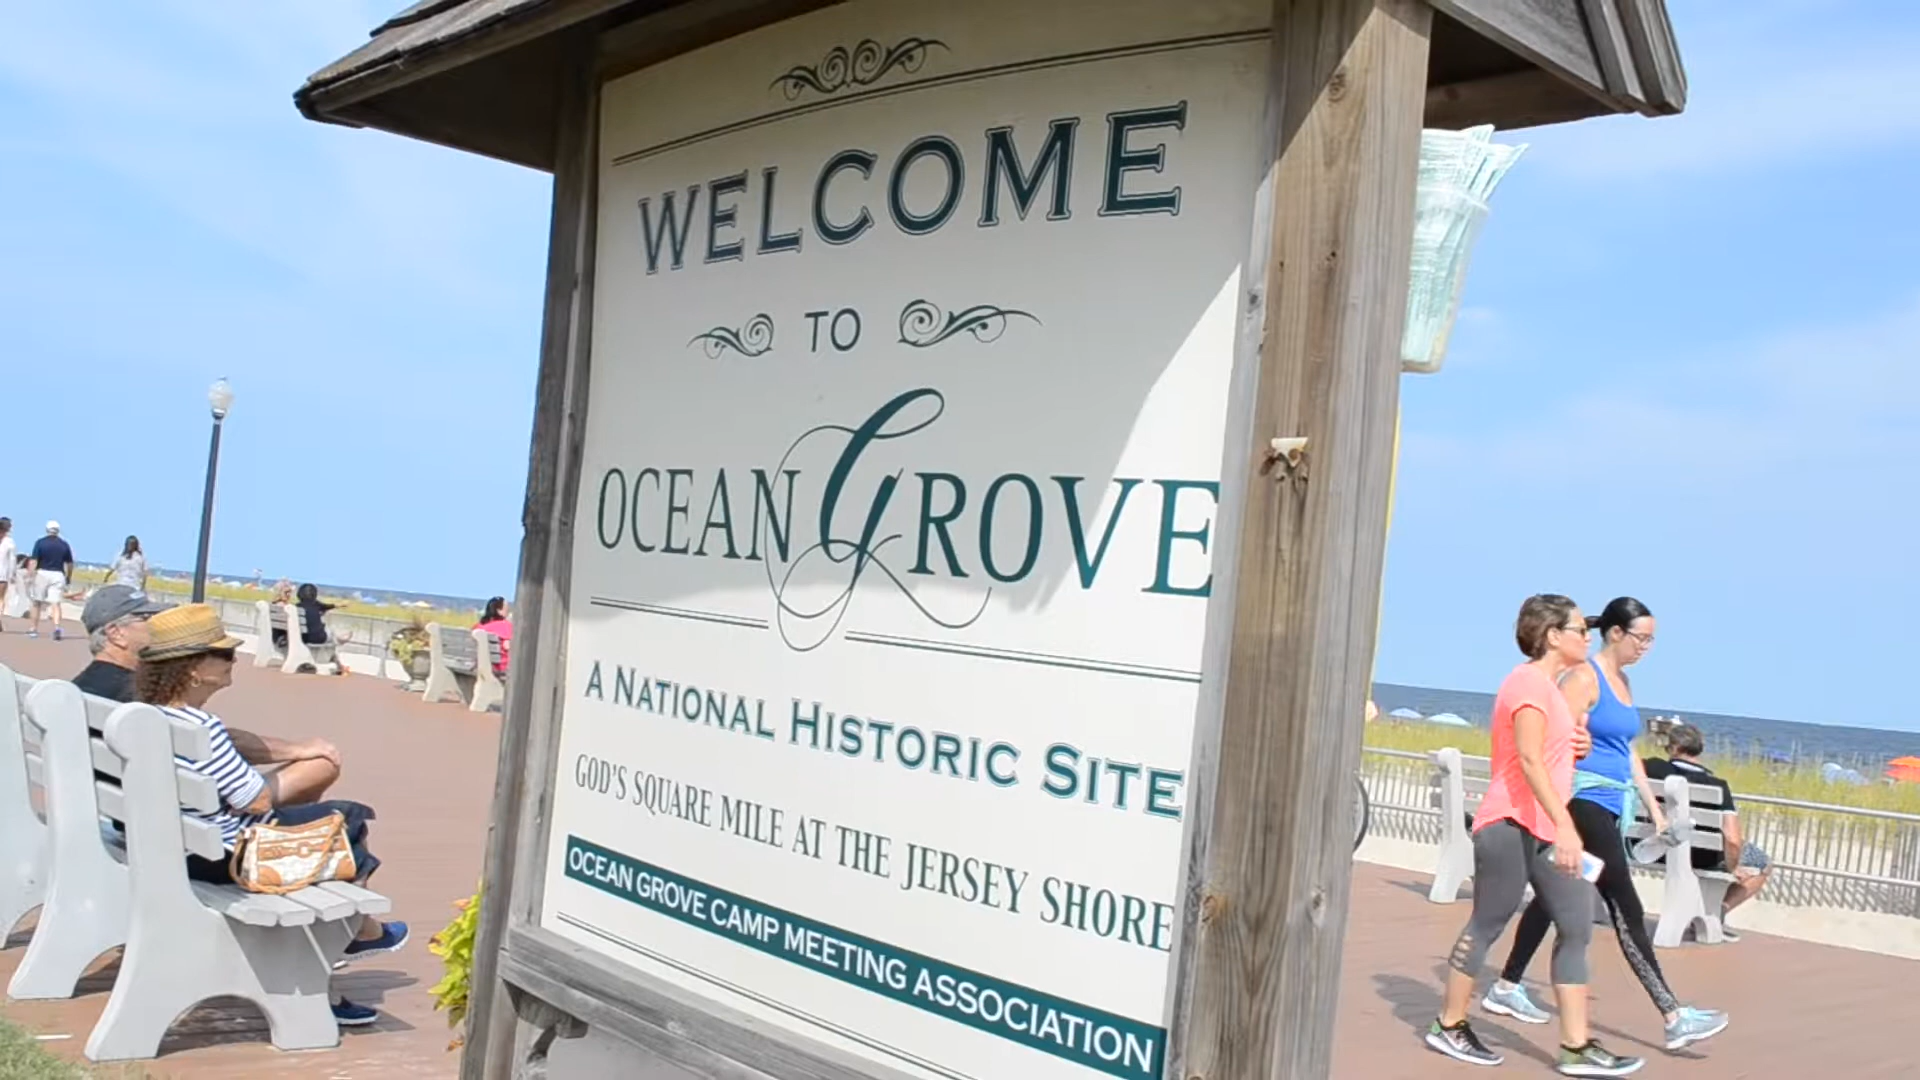 WELCOME
TO
OCEAN GROVE
A NATIONAL HISTORIC SITE
GOD'S SQUARE MILE AT THE JERSEY SHORE
OCEAN GROVE CAMP MEETING ASSOCIATION